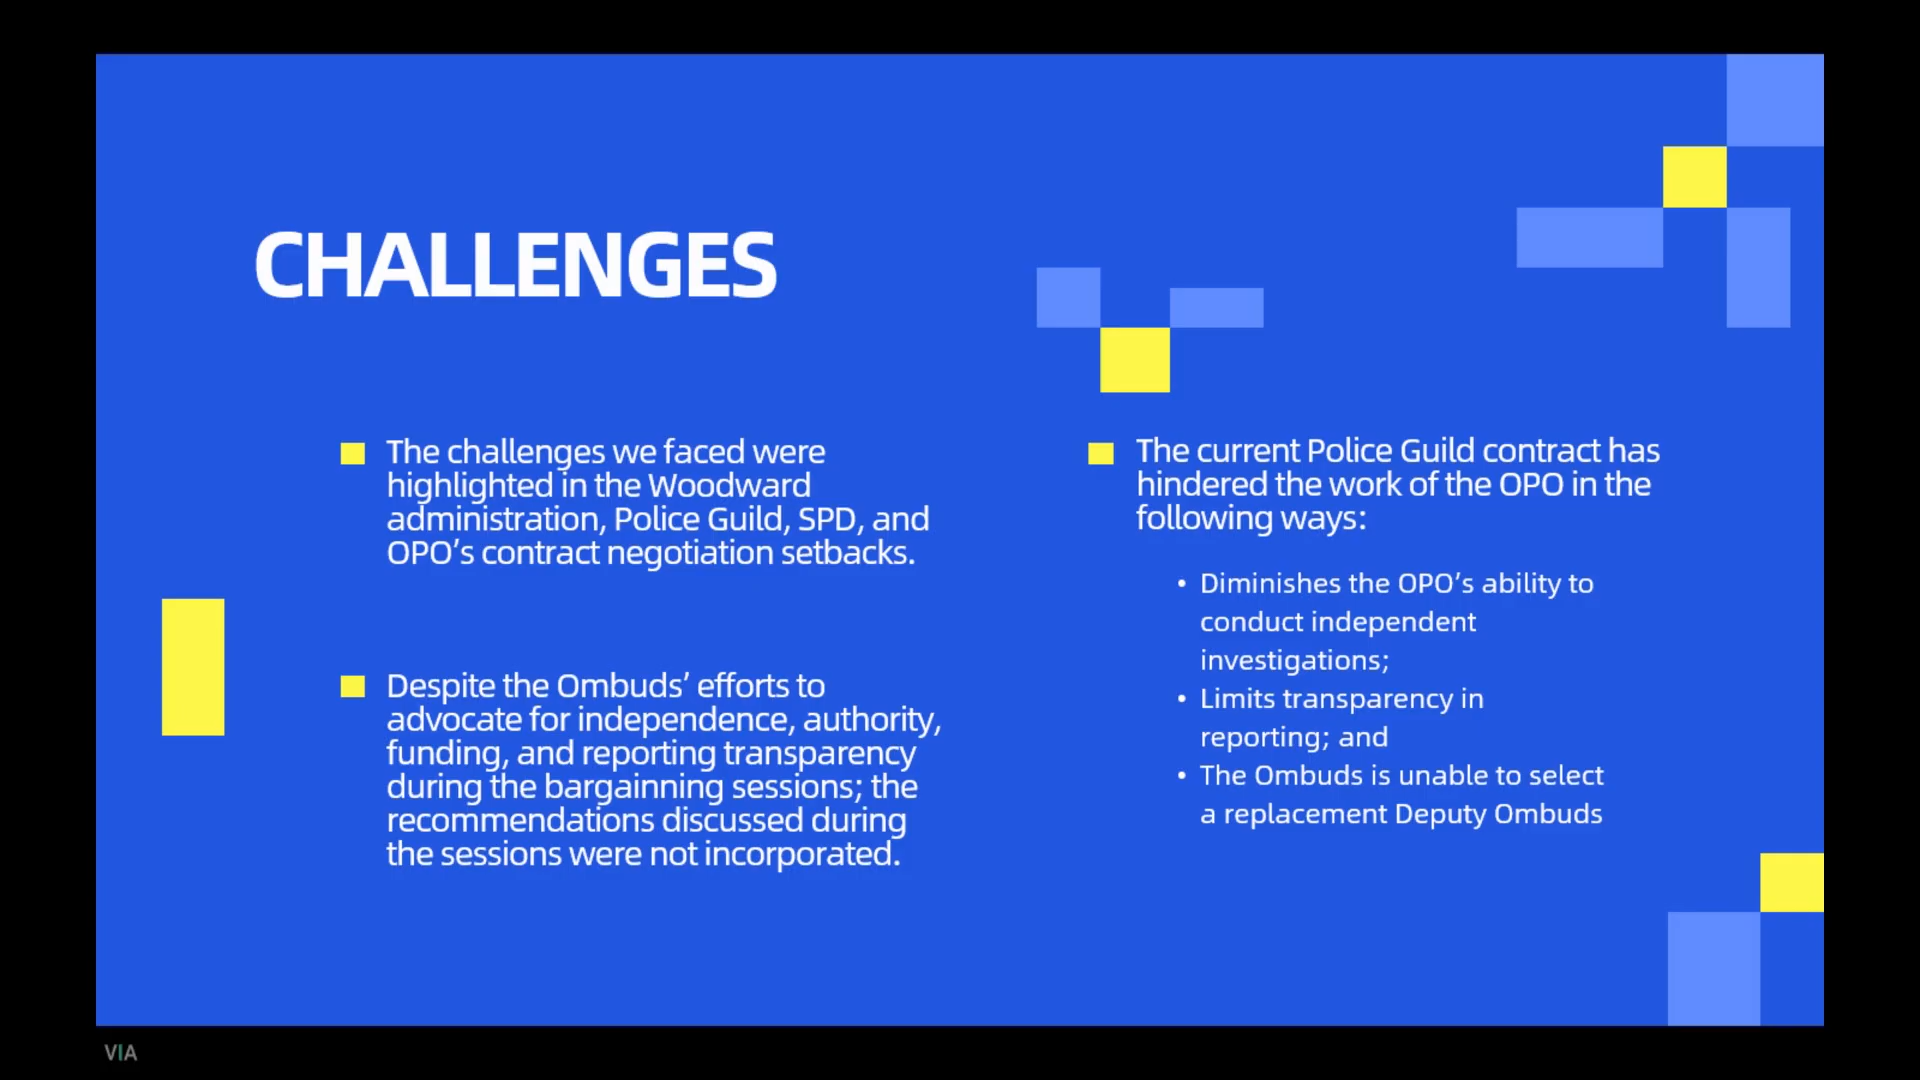 CHALLENGES
The challenges we faced were
highlighted in the Woodward
administration, Police Guild, SPD, and
OPO’s contract negotiation setbacks.
Despite the Ombuds’ efforts to
advocate for independence, authority,
funding, and reporting transparency
during the bargainning sessions; the
recommendations discussed during
the sessions were not incorporated.
The current Police Guild contract has
hindered the work of the OPO in the
following ways:
• Diminishes the OPO’s ability to
conduct independent
investigations;
• Limits transparency in
reporting; and
• The Ombuds is unable to select
a replacement Deputy Ombuds
VIA